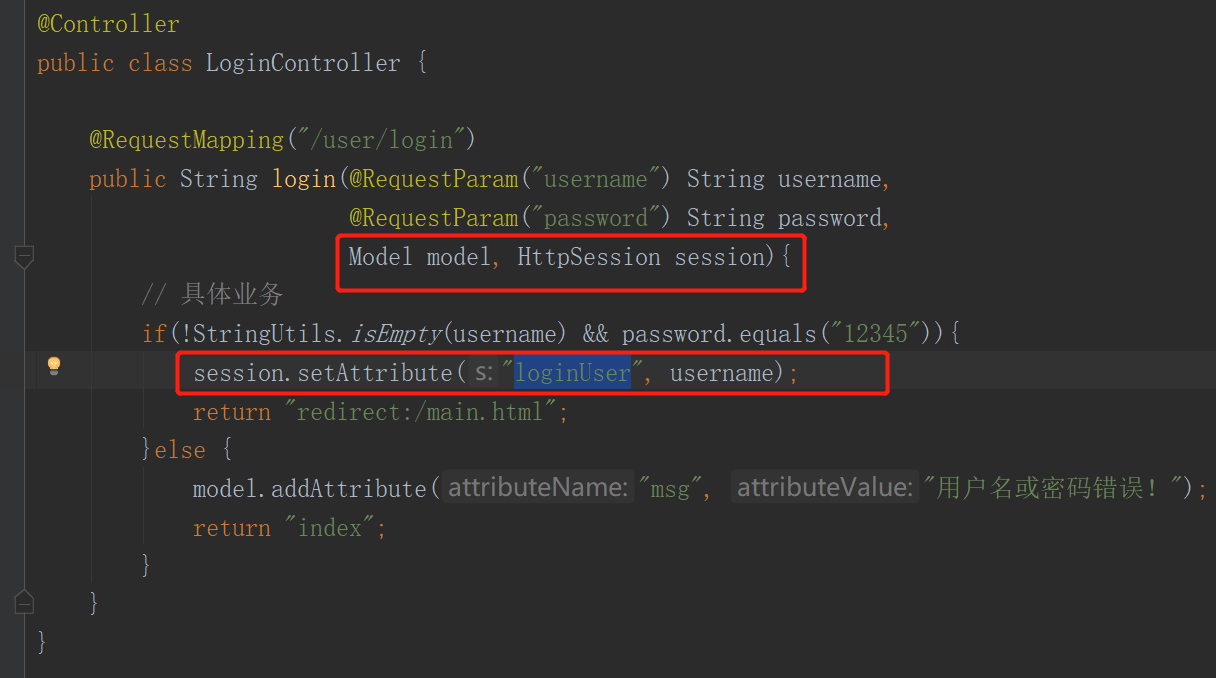 @Controller
public class LoginController {
@RequestMapping("/user/login")
public String login(@RequestParam("username") String username,
@RequestParam("password") String password,
Model model, HttpSession session){
// 具体业务
if(!StringUtils.isEmpty(username) && password.equals("12345")){
session.setAttribute( s: "loginUser", username);
return "redirect:/main.html";
}else {
model.addAttribute( attributeName: "msg", attributeValue: "用户名或密码错误！");
return "index";
}
}
}